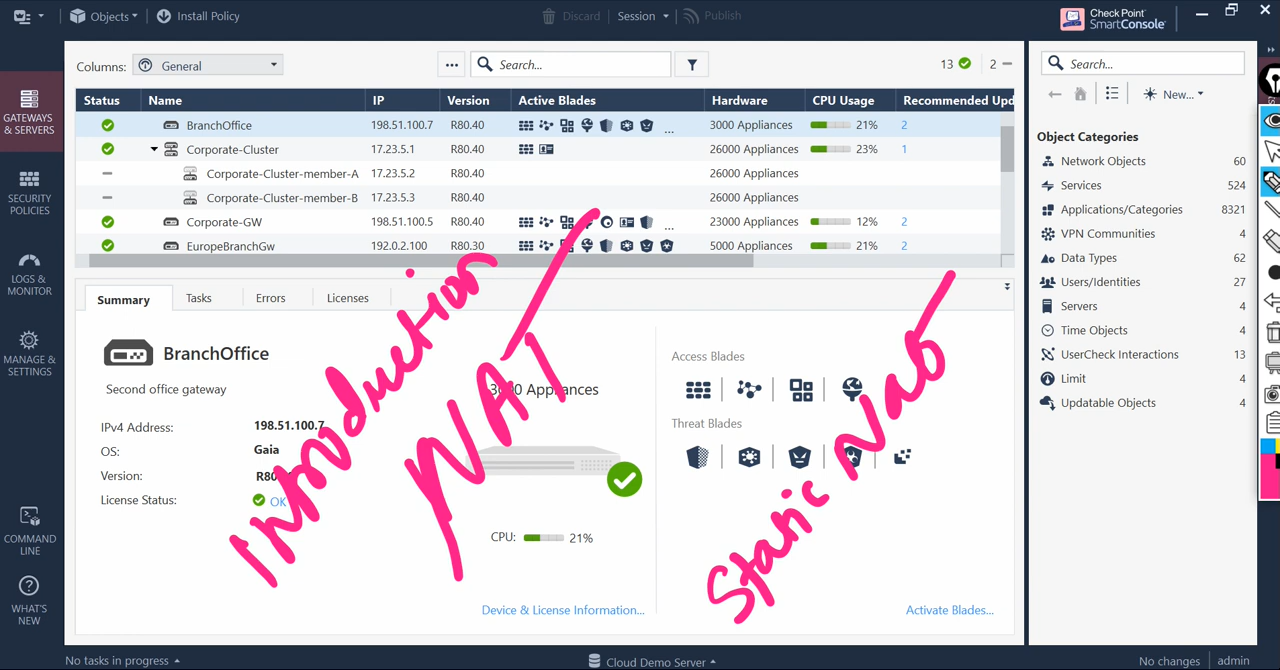 Objects
Install Policy
Discard
Session
Publish
Check Point
SmartConsole
GATEWAYS
& SERVERS
SECURITY
POLICIES
LOGS &
MONITOR
MANAGE &
SETTINGS
COMMAND
LINE
WHAT'S
NEW
Columns: General
... Search...
13 2
Status Name IP Version Active Blades Hardware CPU Usage Recommended Upd
BranchOffice 198.51.100.7 R80.40 ... 3000 Appliances 21% 2
Corporate-Cluster 17.23.5.1 R80.40 26000 Appliances 23% 1
Corporate-Cluster-member-A 17.23.5.2 R80.40 26000 Appliances
Corporate-Cluster-member-B 17.23.5.3 R80.40 26000 Appliances
Corporate-GW 198.51.100.5 R80.40 ... 23000 Appliances 12% 2
EuropeBranchGw 192.0.2.100 R80.30 5000 Appliances 21% 2
Summary Tasks Errors Licenses
BranchOffice
Second office gateway
IPv4 Address: 198.51.100.7
OS: Gaia
Version:
License Status: OK
Appliances
CPU: 21%
Device & License Information...
Access Blades
Threat Blades
Activate Blades...
Introduction
NAT
Static Nat
Search...
New...
Object Categories
Network Objects 60
Services 524
Applications/Categories 8321
VPN Communities 4
Data Types 62
Users/Identities 27
Servers 4
Time Objects 4
UserCheck Interactions 13
Limit 4
Updatable Objects 4
No tasks in progress
Cloud Demo Server
No changes
admin